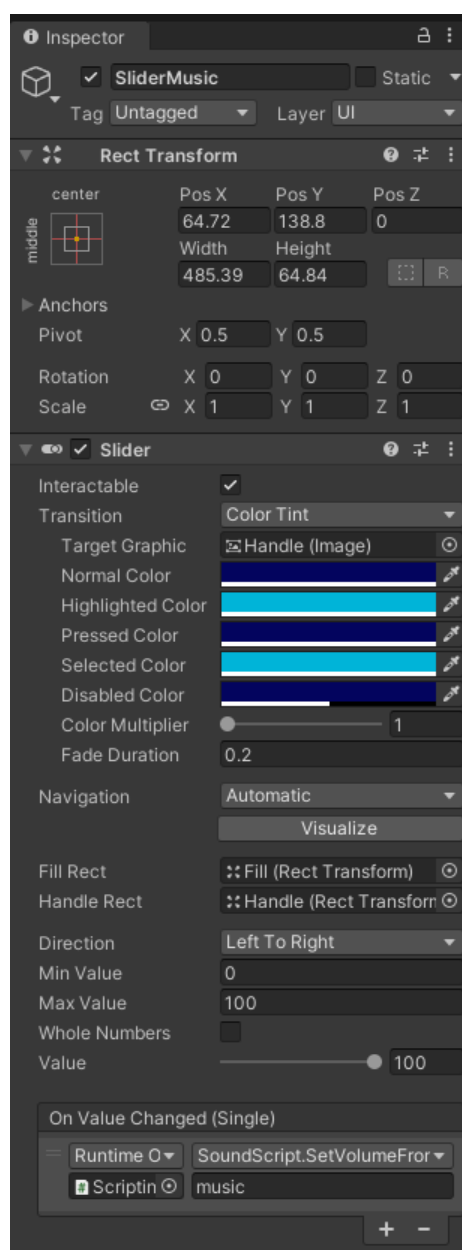 Inspector
SliderMusic Static
Tag Untagged Layer UI
Rect Transform
center Pos X Pos Y Pos Z
middle 64.72 138.8 0
Width Height
485.39 64.84 R
Anchors
Pivot X 0.5 Y 0.5
Rotation X 0 Y 0 Z 0
Scale X 1 Y 1 Z 1
Slider
Interactable
Transition Color Tint
Target Graphic Handle (Image)
Normal Color
Highlighted Color
Pressed Color
Selected Color
Disabled Color
Color Multiplier 1
Fade Duration 0.2
Navigation Automatic
Visualize
Fill Rect Fill (Rect Transform)
Handle Rect Handle (Rect Transforn
Direction Left To Right
Min Value 0
Max Value 100
Whole Numbers
Value 100
On Value Changed (Single)
Runtime O SoundScript.SetVolumeFror
Scriptin music
+ -